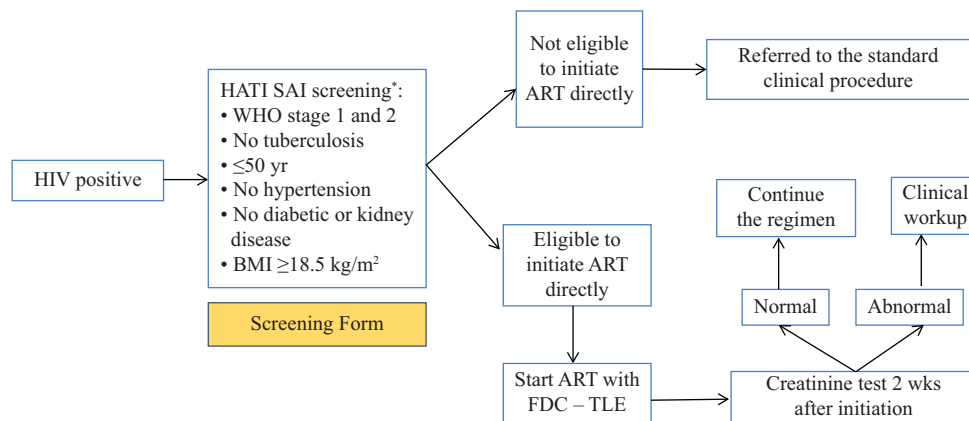 HIV positive
HATI SAI screening*:
• WHO stage 1 and 2
• No tuberculosis
• ≤50 yr
• No hypertension
• No diabetic or kidney
disease
• BMI ≥18.5 kg/m²
Screening Form
Not eligible
to initiate
ART directly
Referred to the standard
clinical procedure
Eligible to
initiate ART
directly
Start ART with
FDC – TLE
Creatinine test 2 wks
after initiation
Normal
Abnormal
Continue
the regimen
Clinical
workup